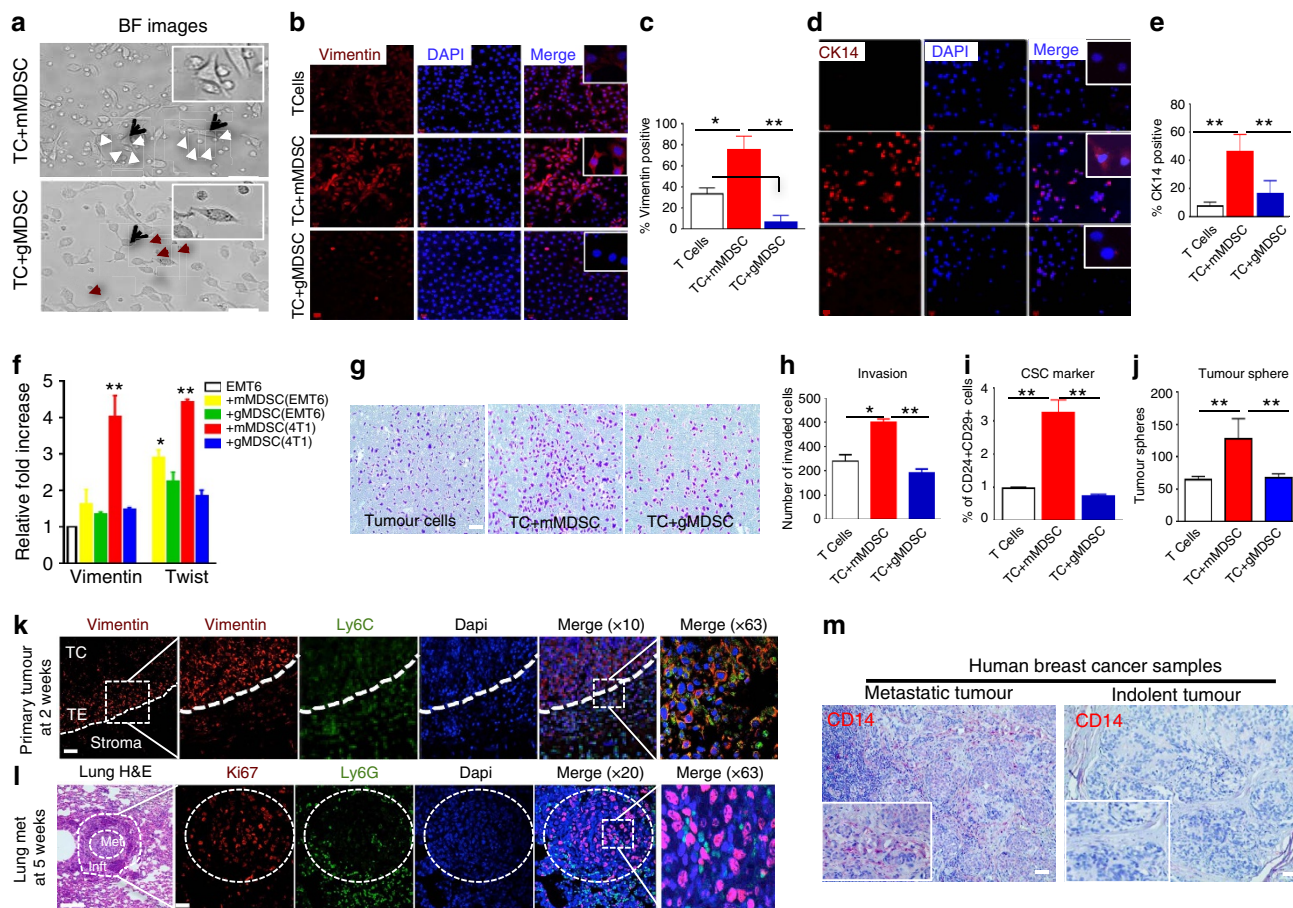 a
BF images
TC+mMDSC
TC+gMDSC
b
Vimentin
DAPI
Merge
TCells
TC+mMDSC
TC+gMDSC
c
% Vimentin positive
100
80
60
40
20
0
*
**
T Cells
TC+mMDSC
TC+gMDSC
d
CK14
DAPI
Merge
e
% CK14 positive
80
60
40
20
0
**
**
T Cells
TC+mMDSC
TC+gMDSC
f
Relative fold increase
5
4
3
2
1
0
**
*
**
EMT6
+mMDSC(EMT6)
+gMDSC(EMT6)
+mMDSC(4T1)
+gMDSC(4T1)
Vimentin
Twist
g
Tumour cells
TC+mMDSC
TC+gMDSC
h
Invasion
Number of invaded cells
500
400
300
200
100
0
*
**
T Cells
TC+mMDSC
TC+gMDSC
i
CSC marker
% of CD24+CD29+ cells
4
3
2
1
0
**
**
T Cells
TC+mMDSC
TC+gMDSC
j
Tumour sphere
Tumour spheres
200
150
100
50
0
**
**
T Cells
TC+mMDSC
TC+gMDSC
k
Primary tumour
at 2 weeks
Vimentin
Vimentin
Ly6C
Dapi
Merge (×10)
Merge (×63)
TC
TE
Stroma
l
Lung met
at 5 weeks
Lung H&E
Ki67
Ly6G
Dapi
Merge (×20)
Merge (×63)
Met
Inft
m
Human breast cancer samples
Metastatic tumour
Indolent tumour
CD14
CD14